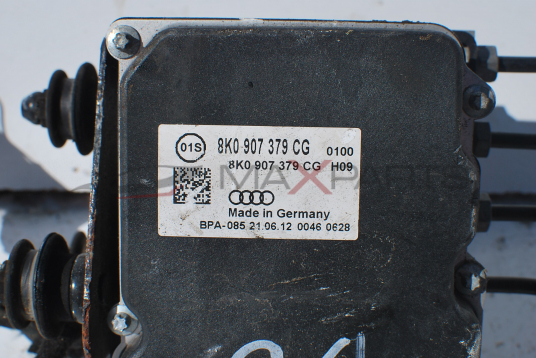 01S 8K0 907 379 CG 0100
8K0 907 379 CG H09
MAXPARTS
Made in Germany
BPA-085 21.06.12 0046 0628